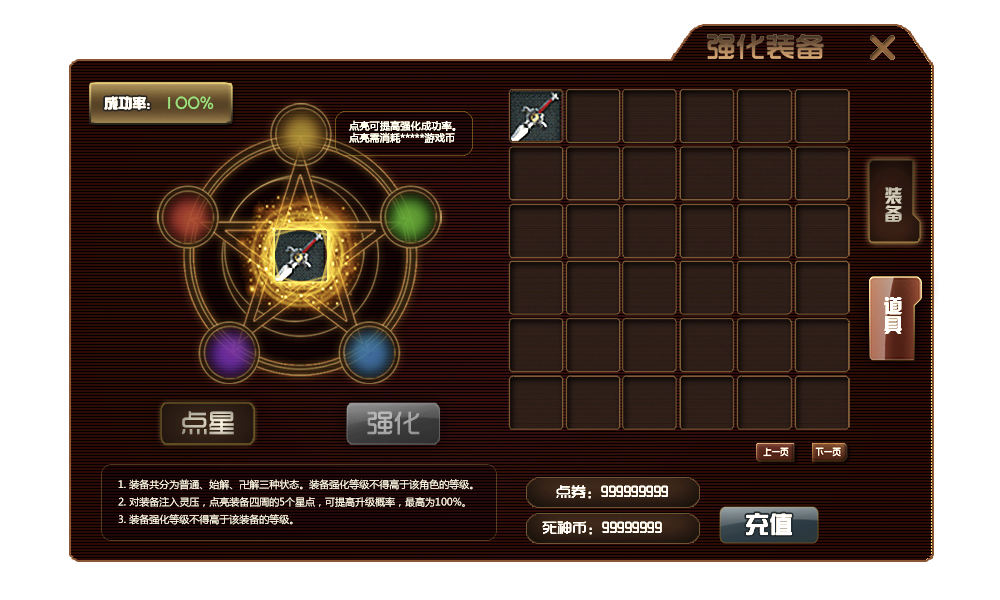 强化装备
成功率： 100%
点亮可提高强化成功率。
点亮需消耗*****游戏币
装备
道具
点星
强化
上一页
下一页
1. 装备共分为普通、始解、卍解三种状态。装备强化等级不得高于该角色的等级。
2. 对装备注入灵压，点亮装备四周的5个星点，可提高升级概率，最高为100%。
3. 装备强化等级不得高于该装备的等级。
点券：999999999
死神币：99999999
充值